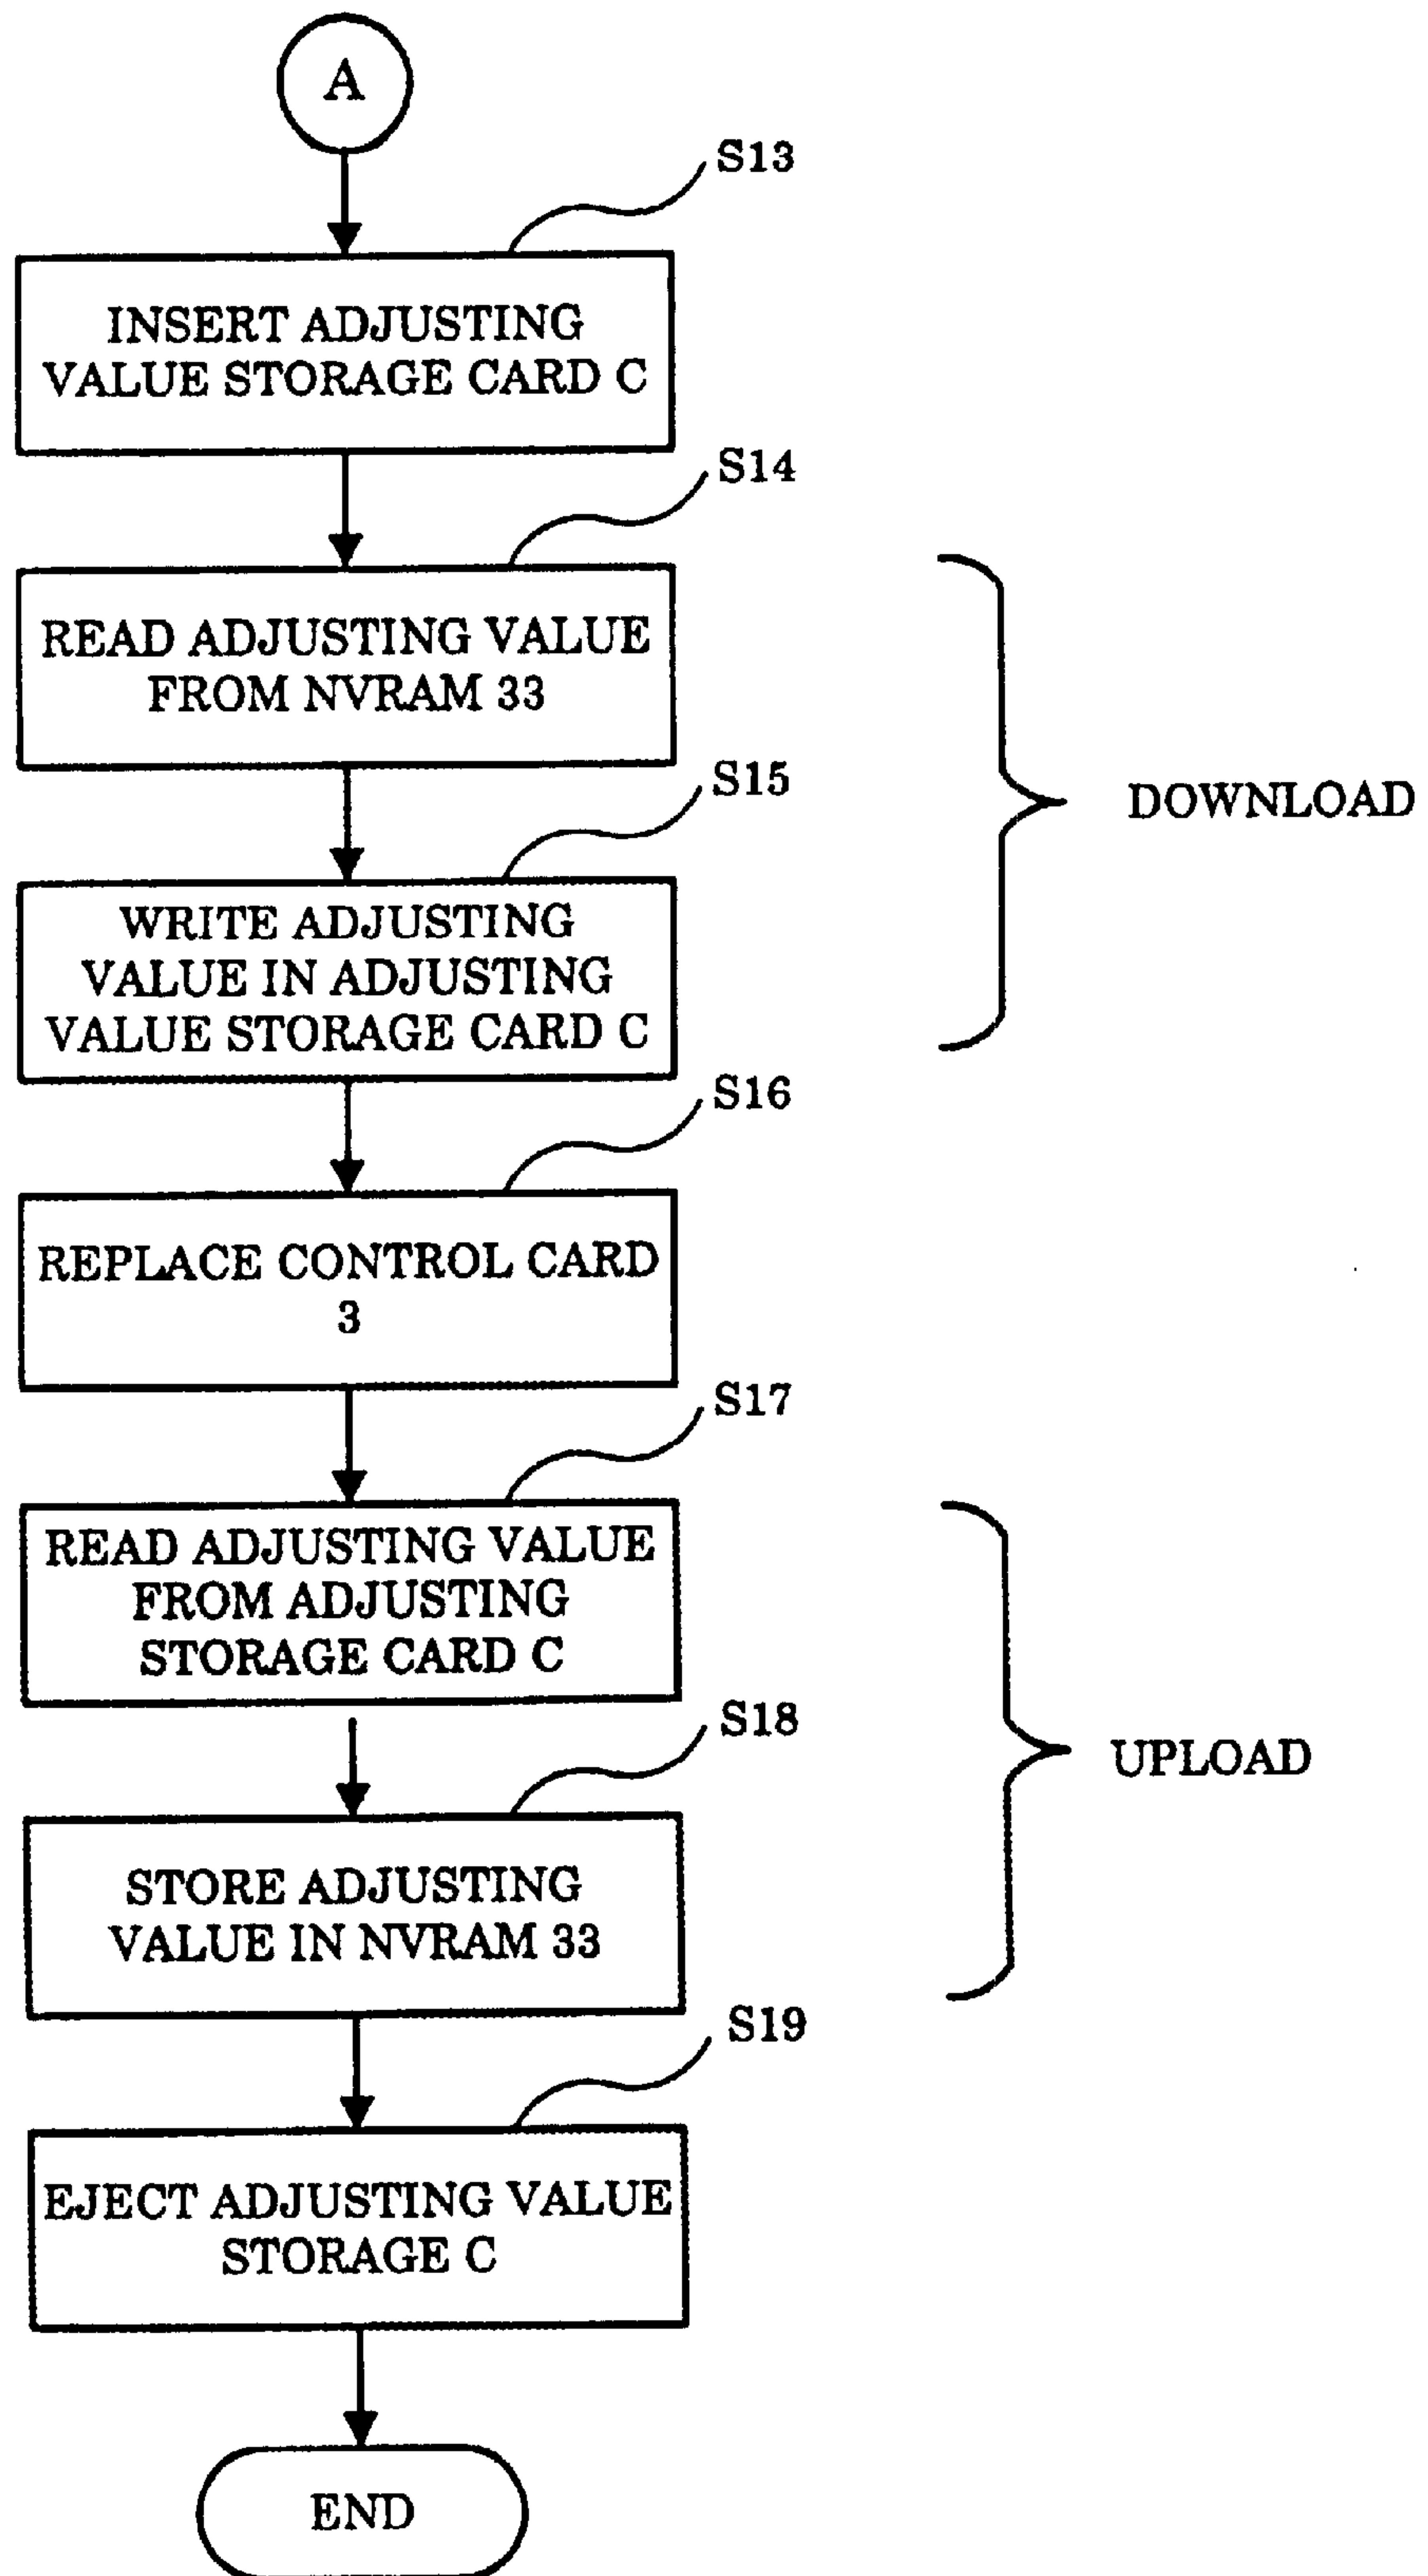 A
S13
INSERT ADJUSTING
VALUE STORAGE CARD C
S14
READ ADJUSTING VALUE
FROM NVRAM 33
DOWNLOAD
S15
WRITE ADJUSTING
VALUE IN ADJUSTING
VALUE STORAGE CARD C
S16
REPLACE CONTROL CARD
3
S17
READ ADJUSTING VALUE
FROM ADJUSTING
STORAGE CARD C
UPLOAD
S18
STORE ADJUSTING
VALUE IN NVRAM 33
S19
EJECT ADJUSTING VALUE
STORAGE C
END